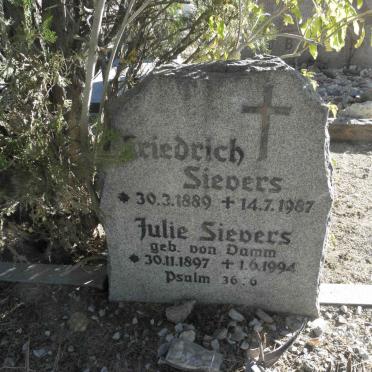 Friedrich
Sievers
* 30.3.1889 + 14.7.1987
Julie Sievers
geb. von Damm
* 30.11.1897 + 1.6.1994
Psalm 36:6